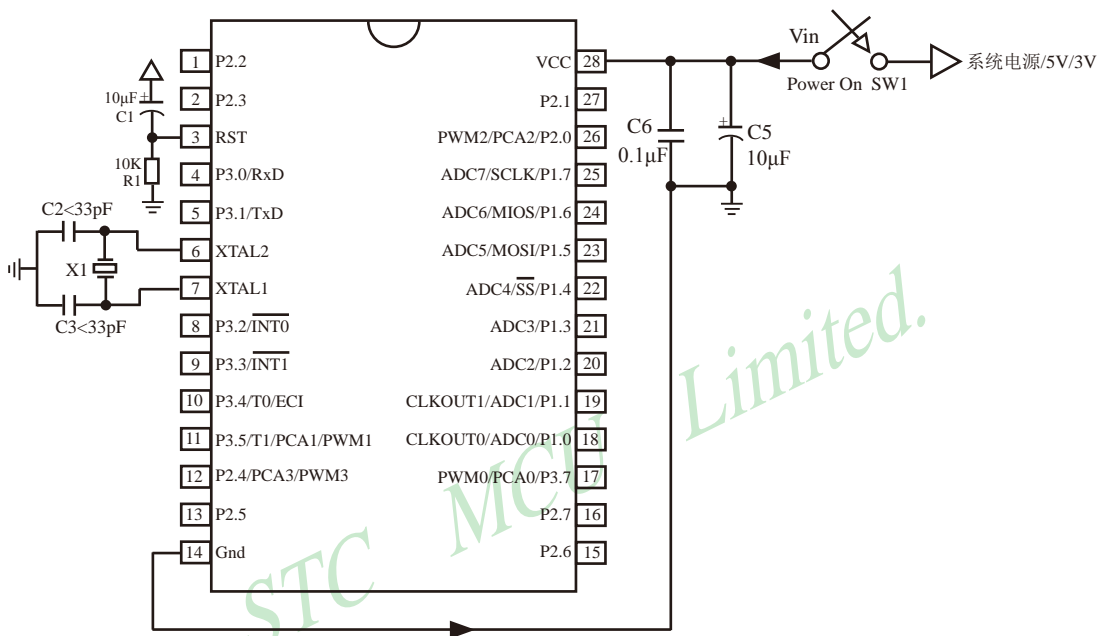 1 P2.2
2 P2.3
3 RST
4 P3.0/RxD
5 P3.1/TxD
6 XTAL2
7 XTAL1
8 P3.2/INT0
9 P3.3/INT1
10 P3.4/T0/ECI
11 P3.5/T1/PCA1/PWM1
12 P2.4/PCA3/PWM3
13 P2.5
14 Gnd
VCC 28
P2.1 27
PWM2/PCA2/P2.0 26
ADC7/SCLK/P1.7 25
ADC6/MIOS/P1.6 24
ADC5/MOSI/P1.5 23
ADC4/SS/P1.4 22
ADC3/P1.3 21
ADC2/P1.2 20
CLKOUT1/ADC1/P1.1 19
CLKOUT0/ADC0/P1.0 18
PWM0/PCA0/P3.7 17
P2.7 16
P2.6 15
10μF +
C1
10K
R1
C2<33pF
X1
C3<33pF
Vin
Power On SW1
系统电源/5V/3V
C6
0.1μF
+ C5
10μF
STC MCU Limited.